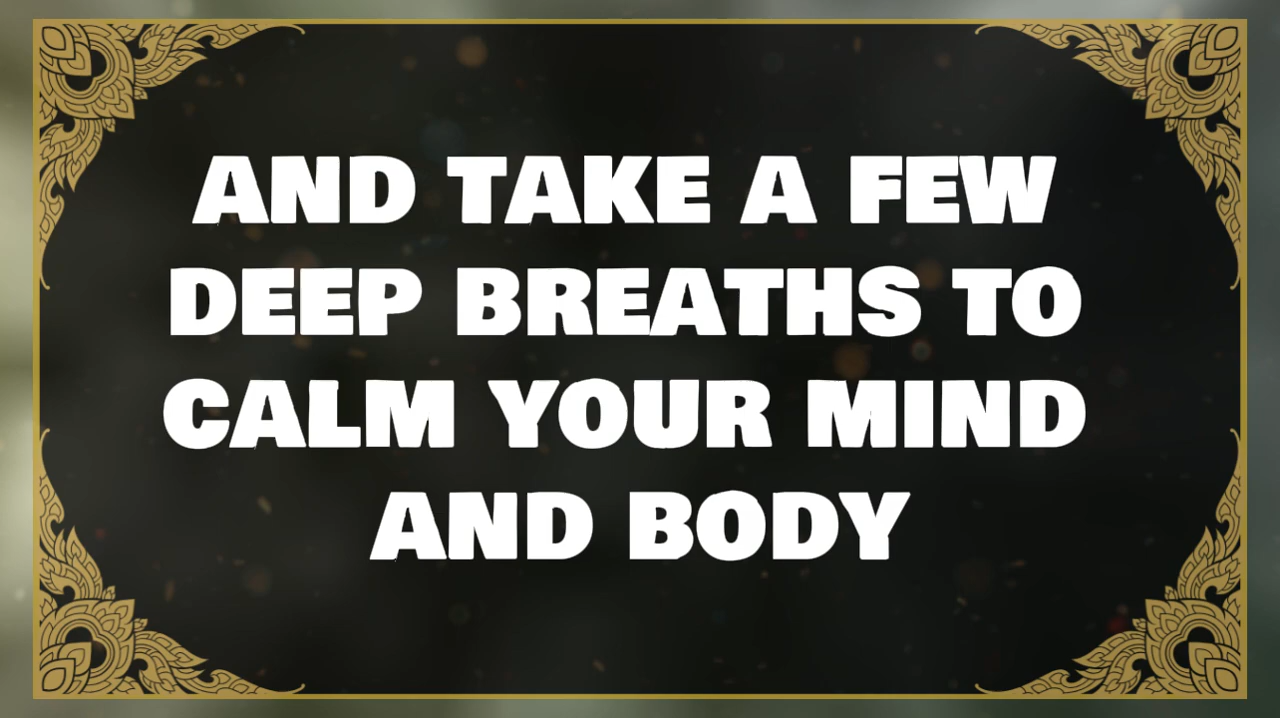 AND TAKE A FEW
DEEP BREATHS TO
CALM YOUR MIND
AND BODY